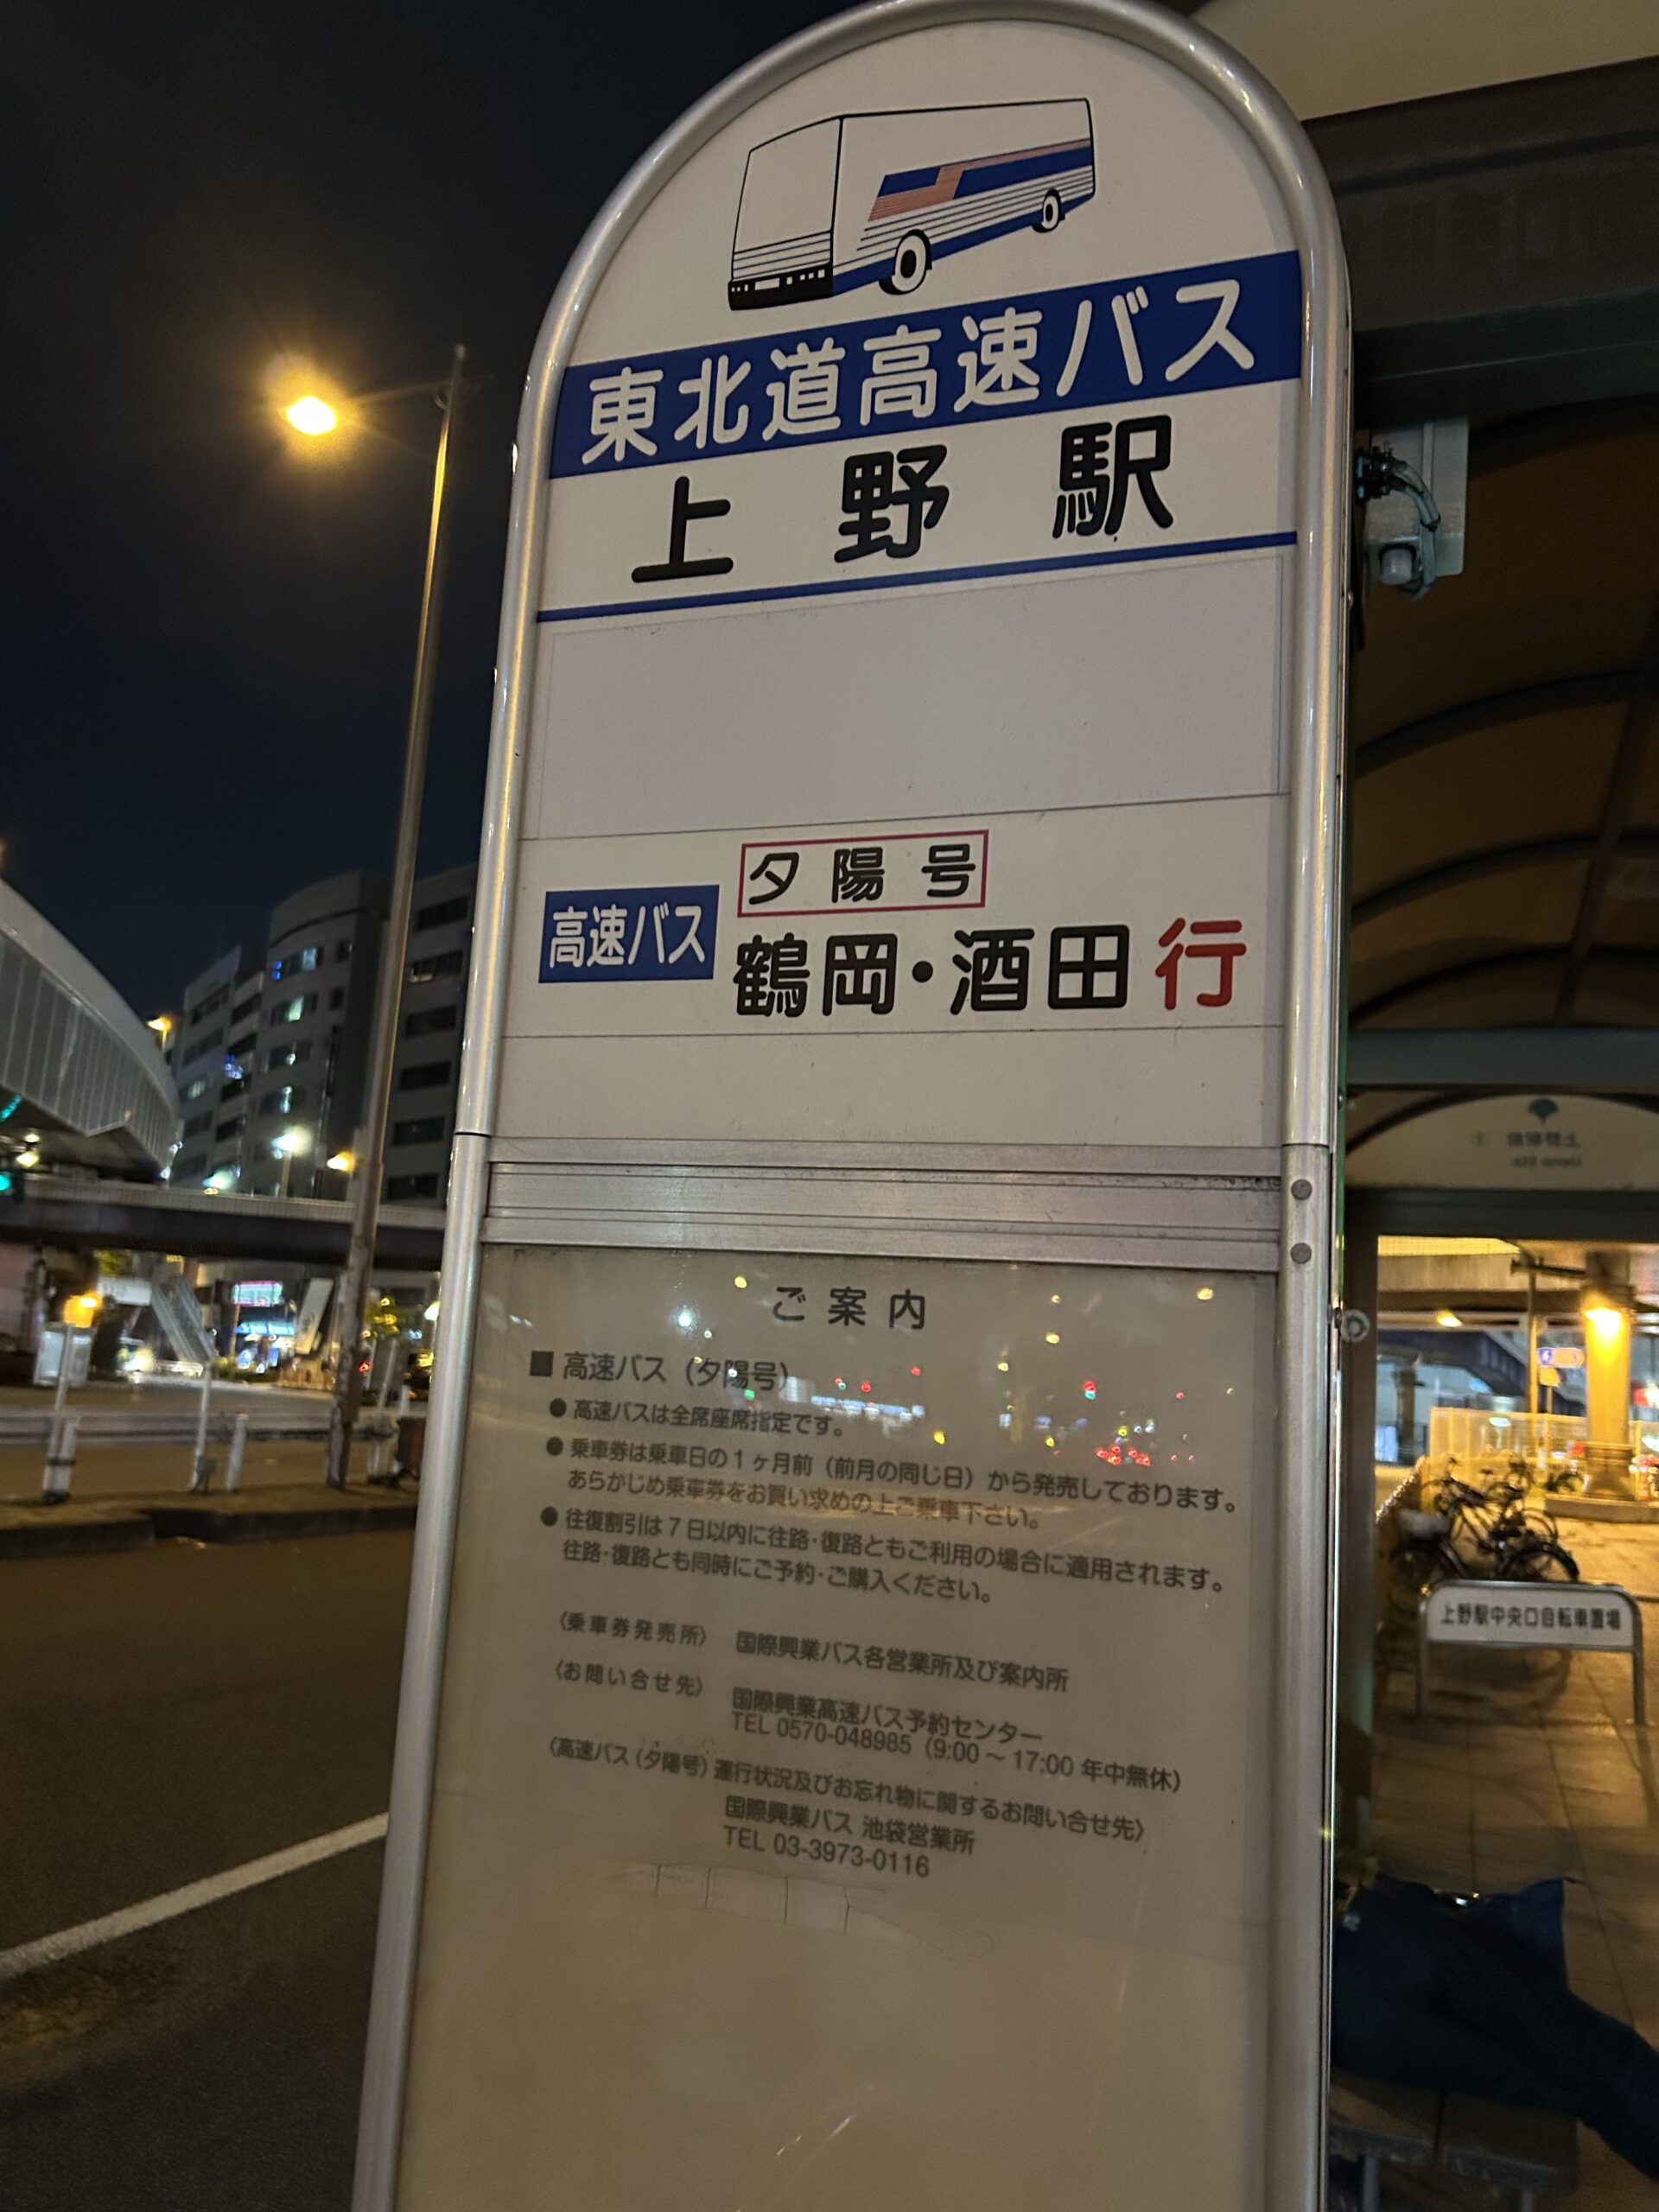 東北道高速バス
上野駅
夕陽号
高速バス
鶴岡・酒田行
ご案内
■ 高速バス（夕陽号）
● 高速バスは全席座席指定です。
● 乗車券は乗車日の1ヶ月前（前月の同じ日）から発売しております。
あらかじめ乗車券をお買い求めの上ご乗車下さい。
● 往復割引は7日以内に往路・復路ともご利用の場合に適用されます。
往路・復路とも同時にご予約・ご購入ください。
〈乗車券発売所〉 国際興業バス各営業所及び案内所
〈お問い合せ先〉 国際興業高速バス予約センター
TEL 0570-048985（9:00～17:00 年中無休）
〈高速バス（夕陽号）運行状況及びお忘れ物に関するお問い合せ先〉
国際興業バス 池袋営業所
TEL 03-3973-0116
上野駅中央口自転車置場